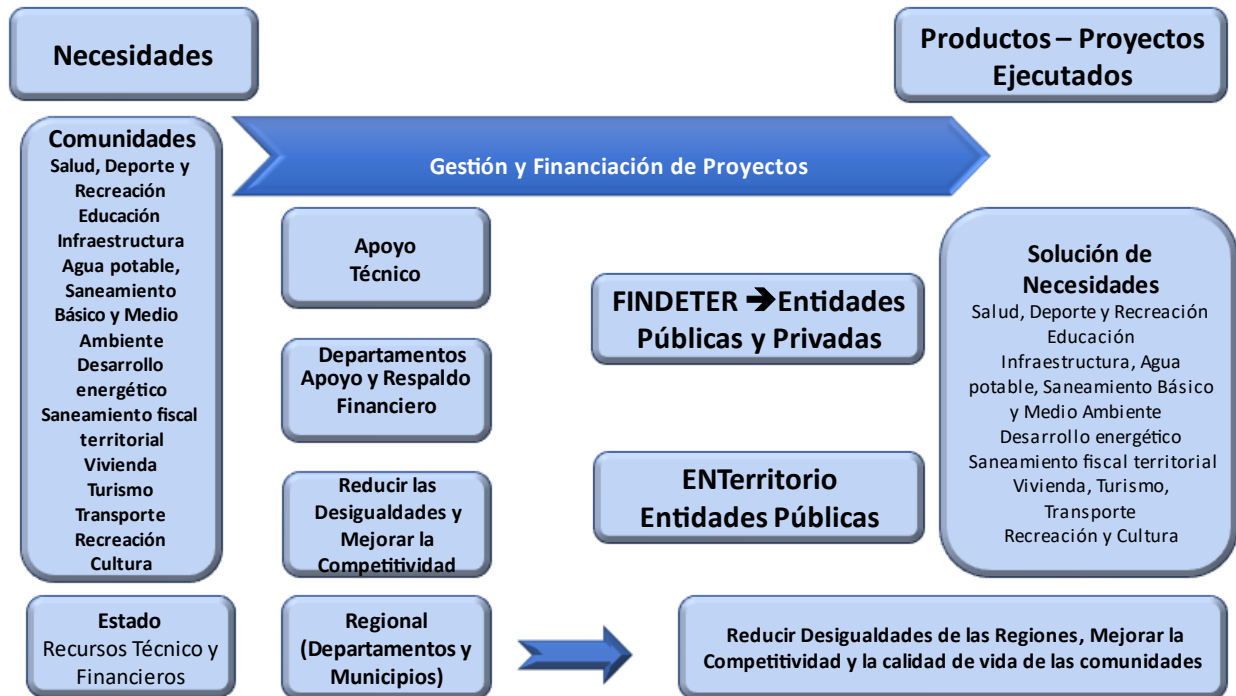 Necesidades
Productos – Proyectos
Ejecutados
Gestión y Financiación de Proyectos
Comunidades
Salud, Deporte y
Recreación
Educación
Infraestructura
Agua potable,
Saneamiento
Básico y Medio
Ambiente
Desarrollo
energético
Saneamiento fiscal
territorial
Vivienda
Turismo
Transporte
Recreación
Cultura
Apoyo
Técnico
Departamentos
Apoyo y Respaldo
Financiero
Reducir las
Desigualdades y
Mejorar la
Competitividad
FINDETER ➔Entidades
Públicas y Privadas
ENTerritorio
Entidades Públicas
Solución de
Necesidades
Salud, Deporte y Recreación
Educación
Infraestructura, Agua
potable, Saneamiento Básico
y Medio Ambiente
Desarrollo energético
Saneamiento fiscal territorial
Vivienda, Turismo,
Transporte
Recreación y Cultura
Estado
Recursos Técnico y
Financieros
Regional
(Departamentos y
Municipios)
Reducir Desigualdades de las Regiones, Mejorar la
Competitividad y la calidad de vida de las comunidades